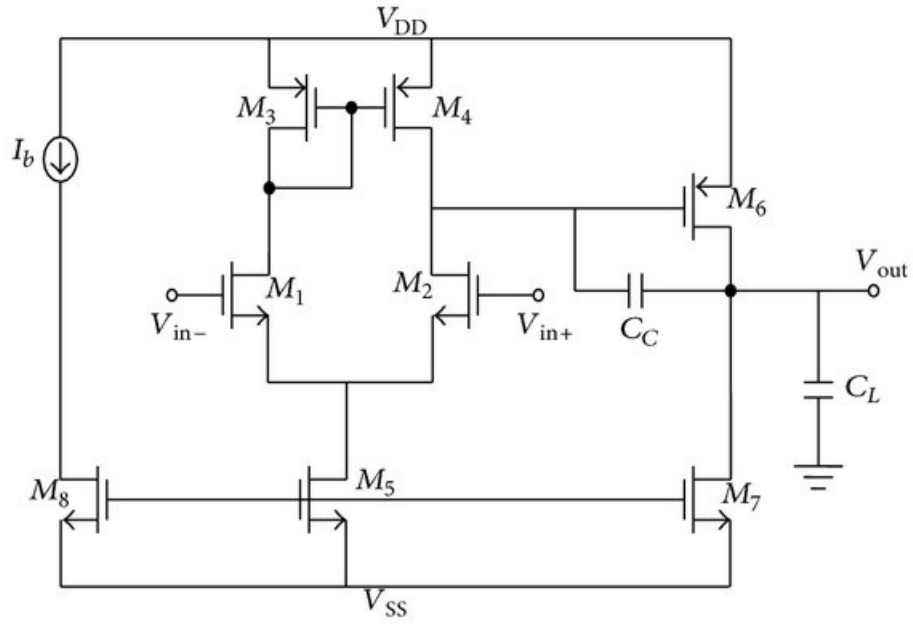 V_DD
M_3
M_4
I_b
M_6
V_out
M_1
M_2
V_in−
V_in+
C_C
C_L
M_8
M_5
M_7
V_SS